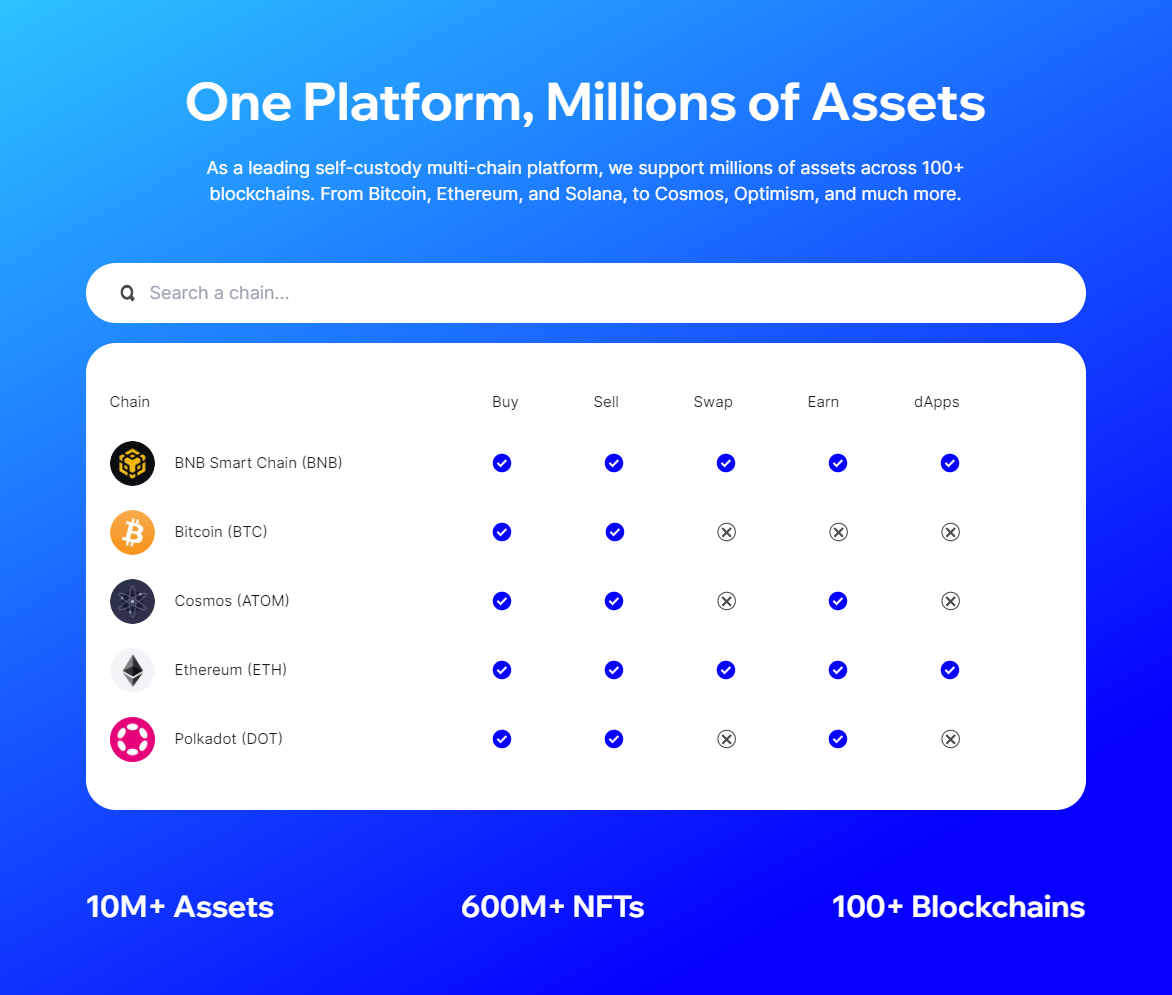 One Platform, Millions of Assets
As a leading self-custody multi-chain platform, we support millions of assets across 100+
blockchains. From Bitcoin, Ethereum, and Solana, to Cosmos, Optimism, and much more.
Search a chain...
Chain Buy Sell Swap Earn dApps
BNB Smart Chain (BNB)
Bitcoin (BTC)
Cosmos (ATOM)
Ethereum (ETH)
Polkadot (DOT)
10M+ Assets 600M+ NFTs 100+ Blockchains